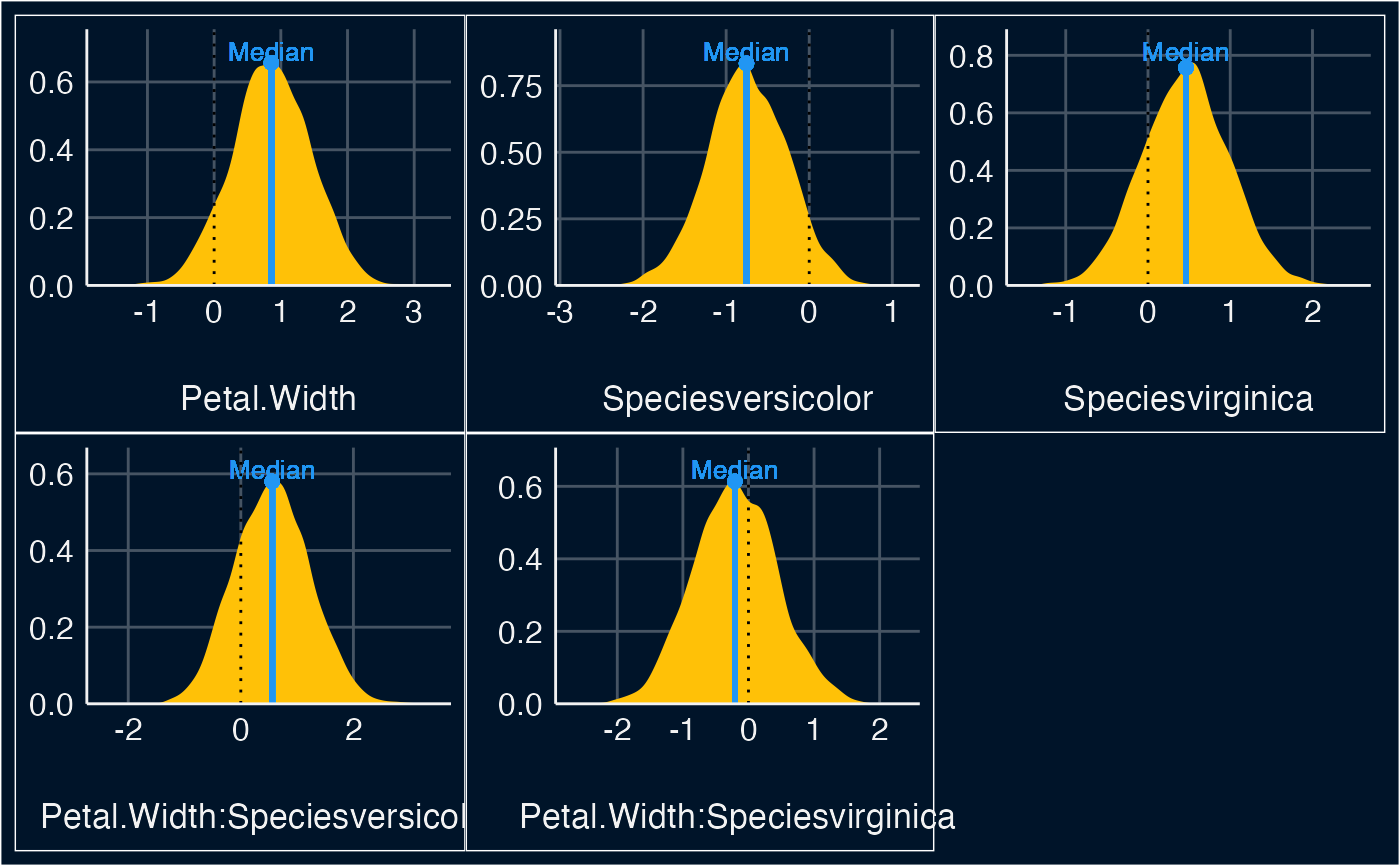 Median
0.6
0.4
0.2
0.0
-1 0 1 2 3
Petal.Width
Median
0.75
0.50
0.25
0.00
-3 -2 -1 0 1
Speciesversicolor
Median
0.8
0.6
0.4
0.2
0.0
-1 0 1 2
Speciesvirginica
Median
0.6
0.4
0.2
0.0
-2 0 2
Petal.Width:Speciesversicol
Median
0.6
0.4
0.2
0.0
-2 -1 0 1 2
Petal.Width:Speciesvirginica